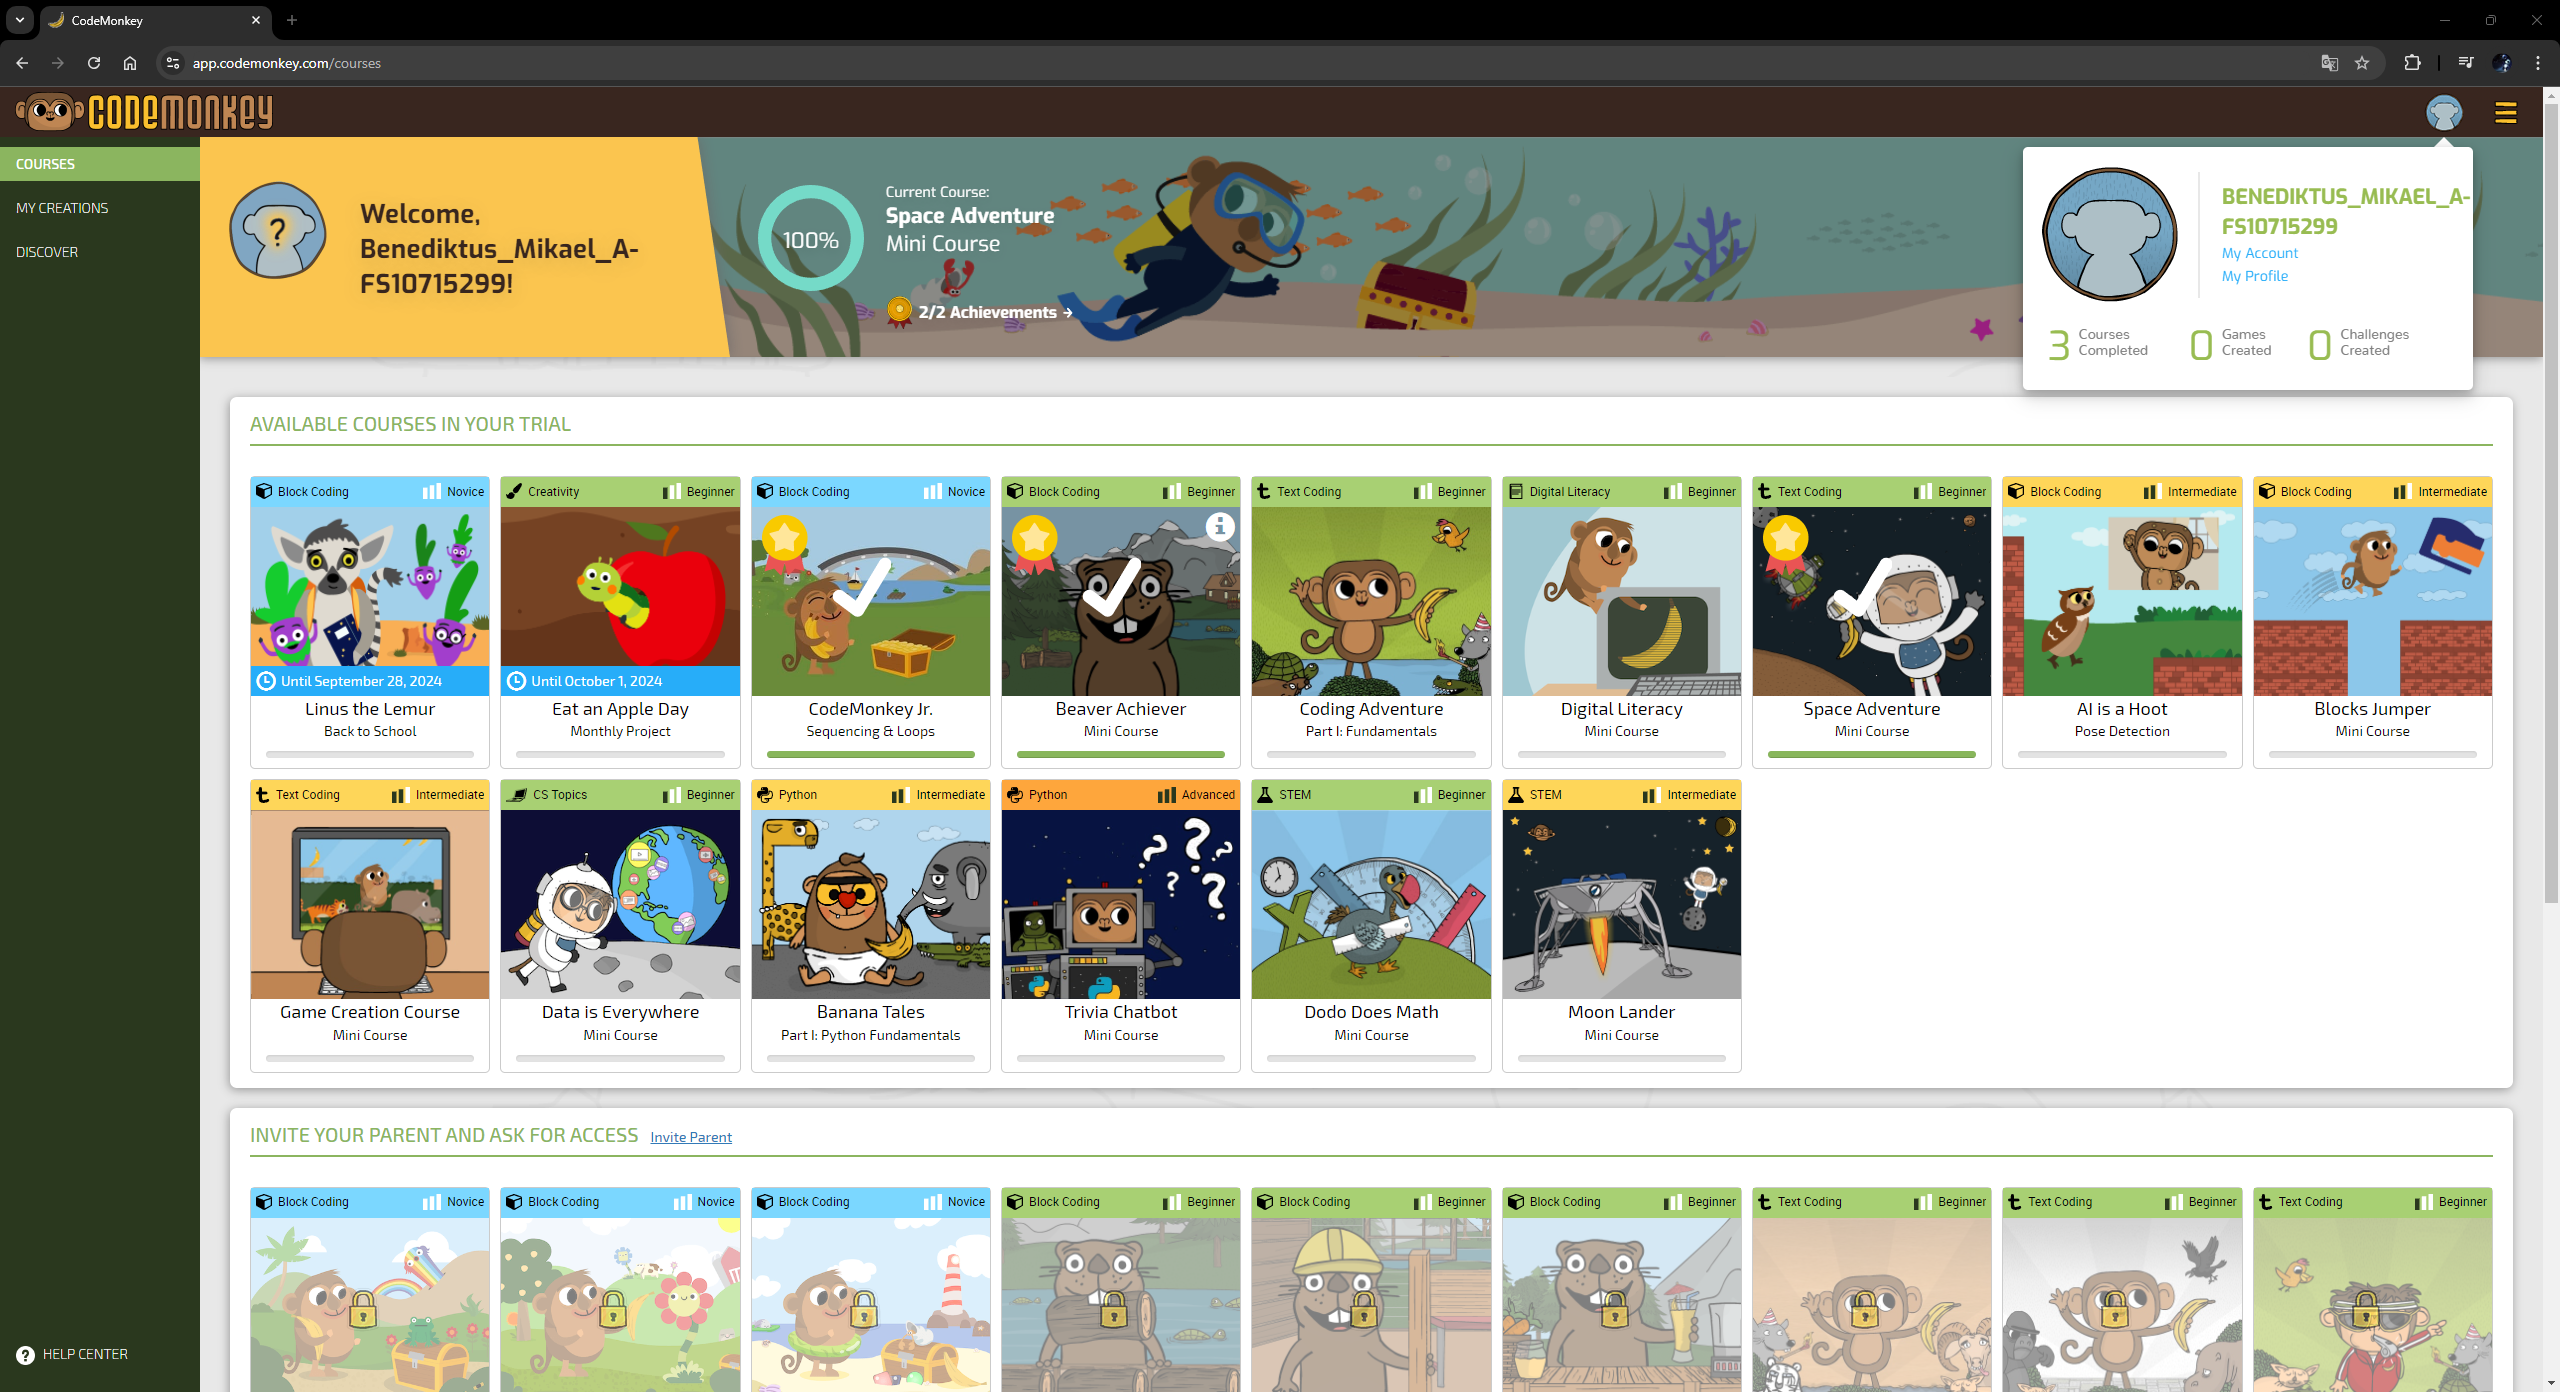 CodeMonkey
app.codemonkey.com/courses
CODEMONKEY
COURSES
MY CREATIONS
DISCOVER
HELP CENTER
?
Welcome,
Benediktus_Mikael_A-
FS10715299!
100%
Current Course:
Space Adventure
Mini Course
2/2 Achievements →
BENEDIKTUS_MIKAEL_A-
FS10715299
My Account
My Profile
3 Courses Completed
0 Games Created
0 Challenges Created
AVAILABLE COURSES IN YOUR TRIAL
Block Coding Novice
Until September 28, 2024
Linus the Lemur
Back to School
Creativity Beginner
Until October 1, 2024
Eat an Apple Day
Monthly Project
Block Coding Novice
CodeMonkey Jr.
Sequencing & Loops
Block Coding Beginner
Beaver Achiever
Mini Course
Text Coding Beginner
Coding Adventure
Part I: Fundamentals
Digital Literacy Beginner
Digital Literacy
Mini Course
Text Coding Beginner
Space Adventure
Mini Course
Block Coding Intermediate
AI is a Hoot
Pose Detection
Block Coding Intermediate
Blocks Jumper
Mini Course
Text Coding Intermediate
Game Creation Course
Mini Course
CS Topics Beginner
Data is Everywhere
Mini Course
Python Intermediate
Banana Tales
Part I: Python Fundamentals
Python Advanced
Trivia Chatbot
Mini Course
STEM Beginner
Dodo Does Math
Mini Course
STEM Intermediate
Moon Lander
Mini Course
INVITE YOUR PARENT AND ASK FOR ACCESS Invite Parent
Block Coding Novice
Block Coding Novice
Block Coding Novice
Block Coding Beginner
Block Coding Beginner
Block Coding Beginner
Text Coding Beginner
Text Coding Beginner
Text Coding Beginner